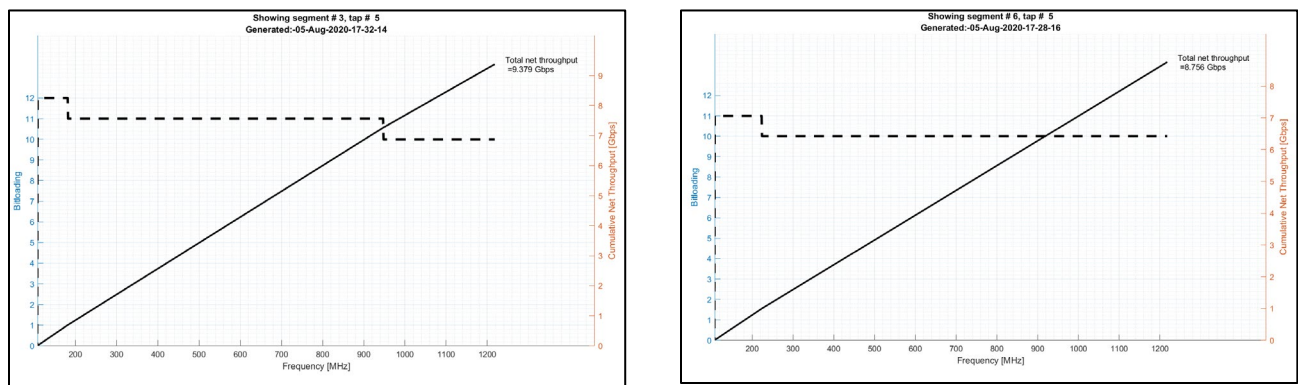 Showing segment # 3, tap #  5
Generated:-05-Aug-2020-17-32-14
Total net throughput
=9.379 Gbps
Bitloading
12
11
10
9
8
7
6
5
4
3
2
1
0
200 300 400 500 600 700 800 900 1000 1100 1200
Frequency [MHz]
9
8
7
6
5
4
3
2
1
0
Cumulative Net Throughput [Gbps]
Showing segment # 6, tap #  5
Generated:-05-Aug-2020-17-28-16
Total net throughput
=8.756 Gbps
Bitloading
12
11
10
9
8
7
6
5
4
3
2
1
0
200 300 400 500 600 700 800 900 1000 1100 1200
Frequency [MHz]
8
7
6
5
4
3
2
1
0
Cumulative Net Throughput [Gbps]